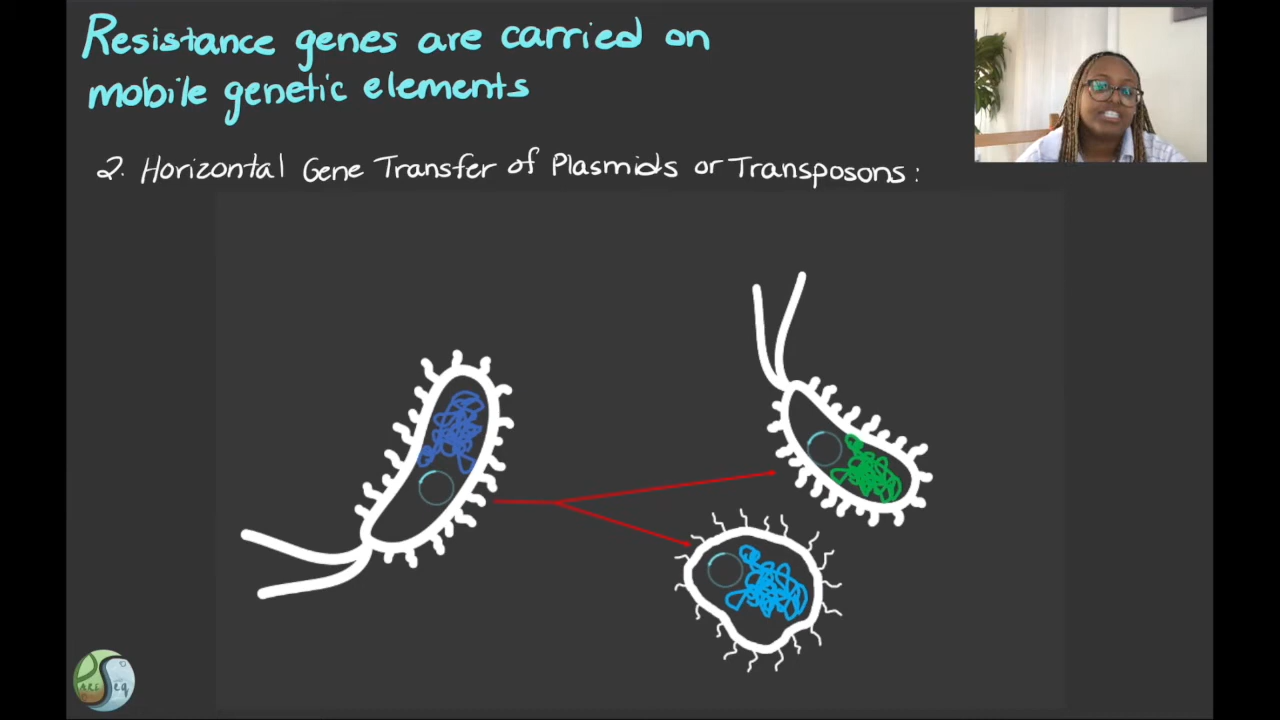 Resistance genes are carried on
mobile genetic elements
2. Horizontal Gene Transfer of Plasmids or Transposons: